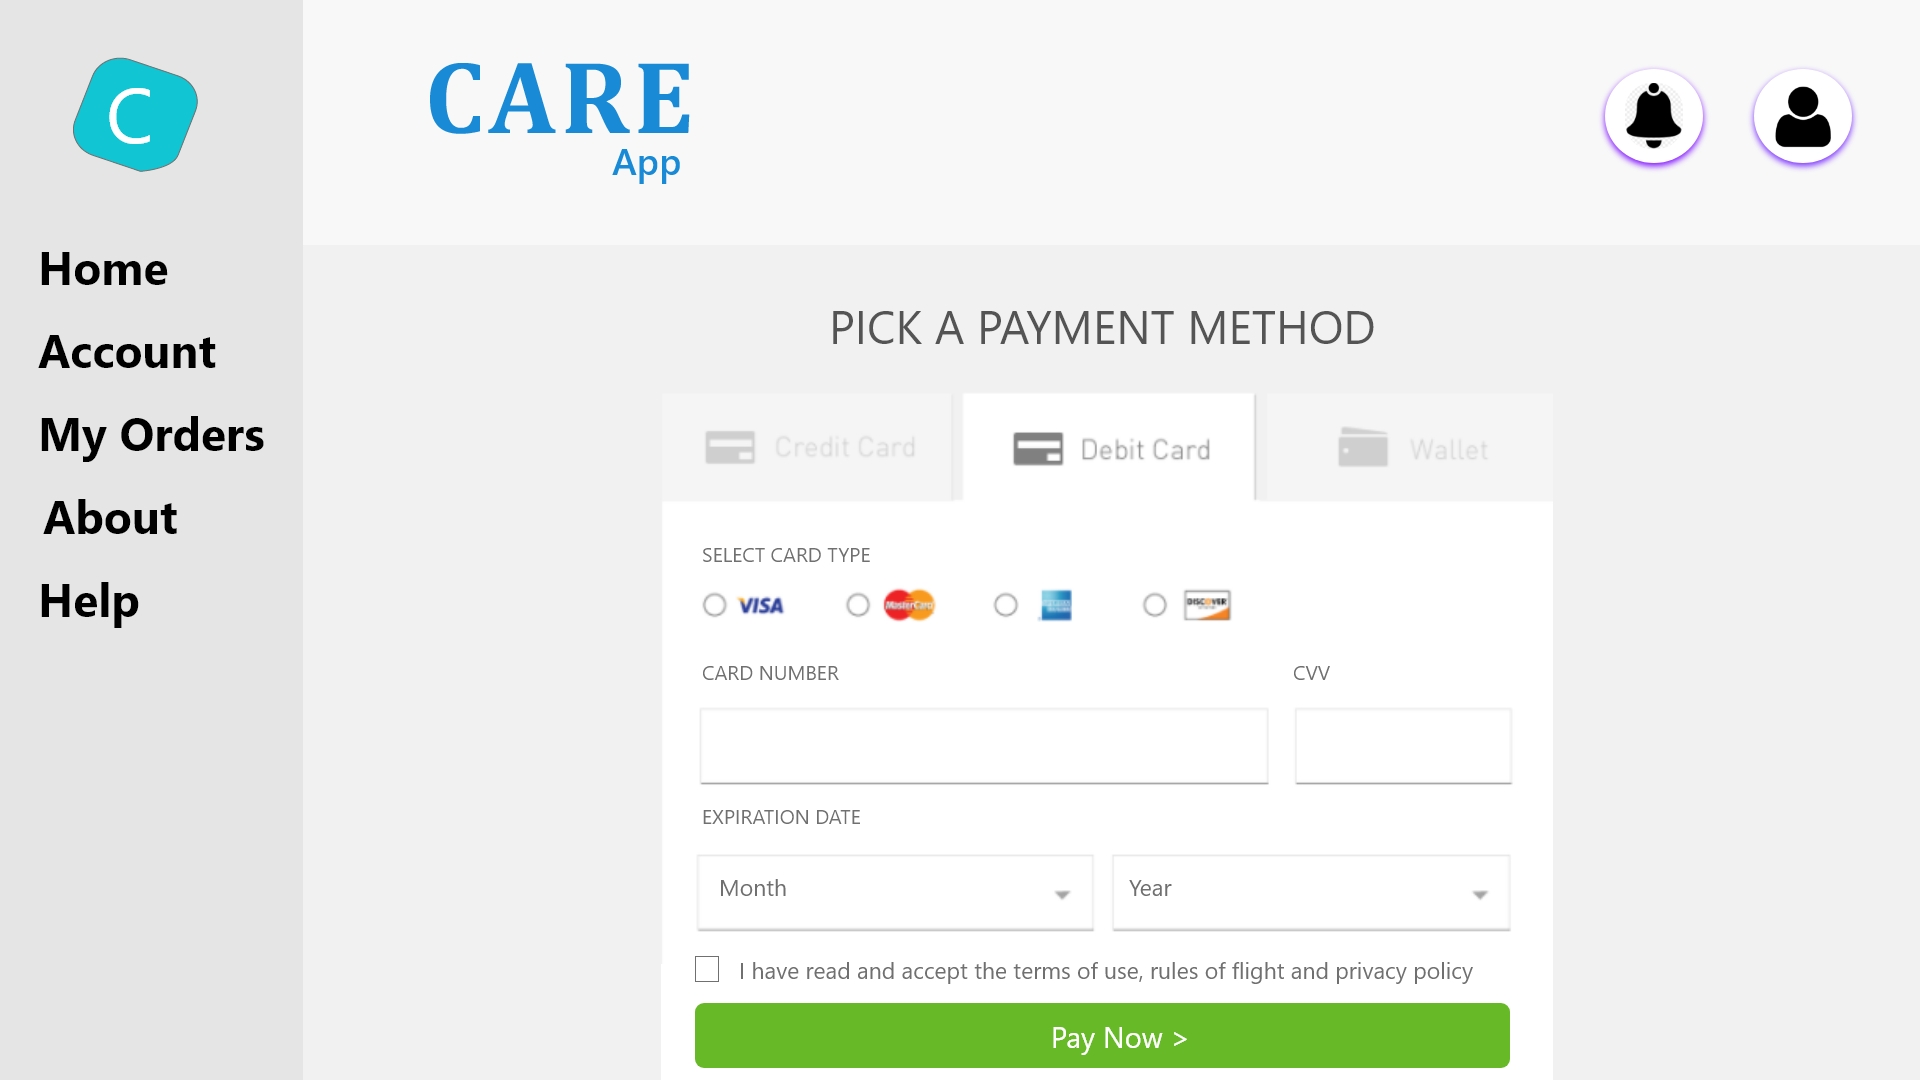 C
CARE
App
Home
Account
My Orders
About
Help
PICK A PAYMENT METHOD
Credit Card
Debit Card
Wallet
SELECT CARD TYPE
VISA
MasterCard
DISCOVER
CARD NUMBER
CVV
EXPIRATION DATE
Month
Year
I have read and accept the terms of use, rules of flight and privacy policy
Pay Now >